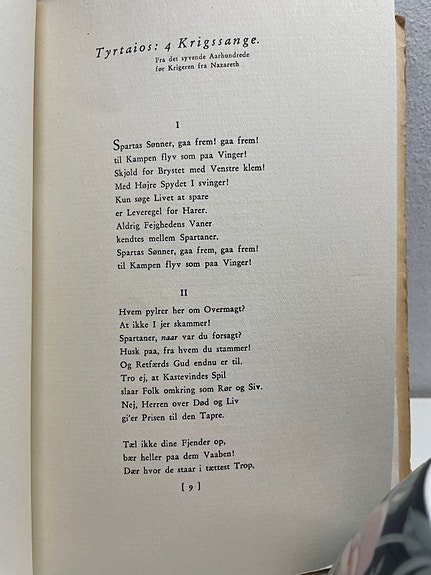 Tyrtaios: 4 Krigssange.
Fra det syvende Aarhundrede
før Krigeren fra Nazareth
I
Spartas Sønner, gaa frem! gaa frem!
til Kampen flyv som paa Vinger!
Skjold for Brystet med Venstre klem!
Med Højre Spydet I svinger!
Kun søge Livet at spare
er Leveregel for Harer.
Aldrig Fejghedens Vaner
kendtes mellem Spartaner.
Spartas Sønner, gaa frem, gaa frem!
til Kampen flyv som paa Vinger!
II
Hvem pylrer her om Overmagt?
At ikke I jer skammer!
Spartaner, naar var du forsagt?
Husk paa, fra hvem du stammer!
Og Retfærds Gud endnu er til.
Tro ej, at Kastevindes Spil
slaar Folk omkring som Rør og Siv.
Nej, Herren over Død og Liv
gi'er Prisen til den Tapre.
Tæl ikke dine Fjender op,
bær heller paa dem Vaaben!
Dær hvor de staar i tættest Trop,
[ 9 ]